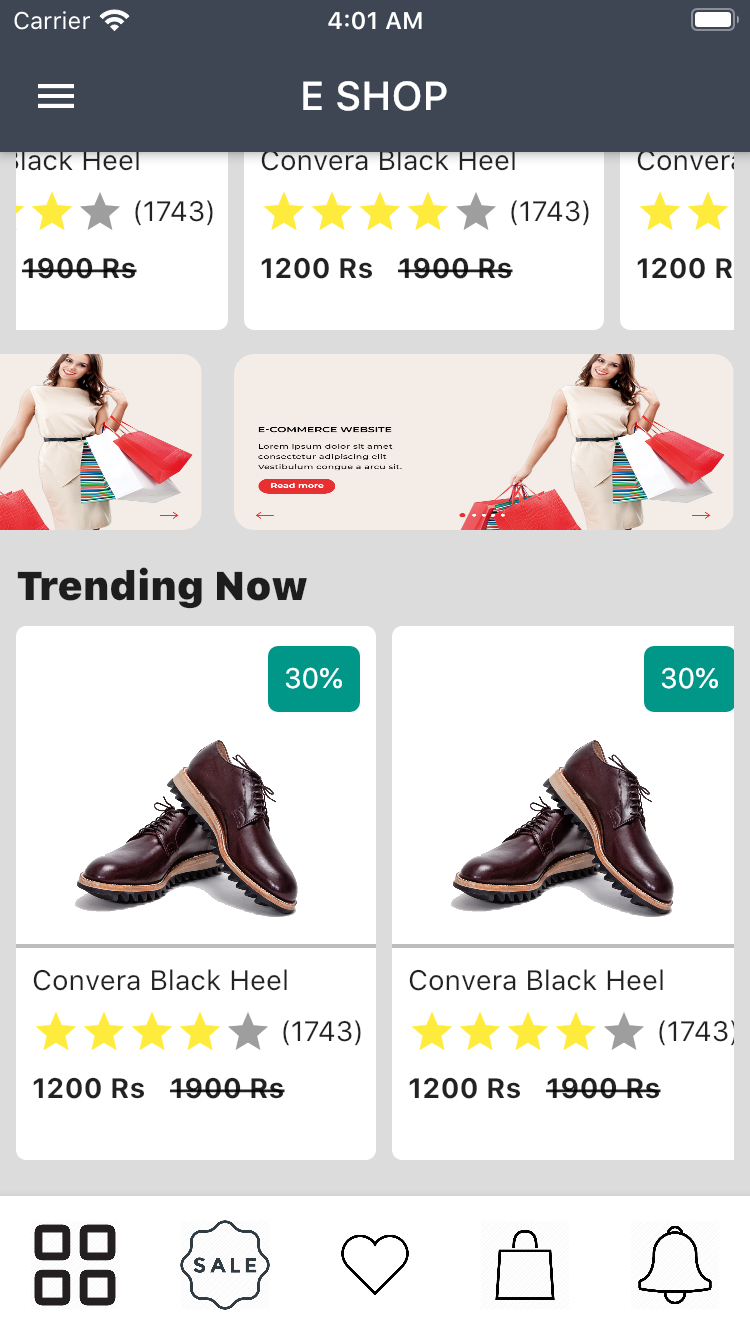 Carrier 4:01 AM
E SHOP
lack Heel Convera Black Heel Convera
(1743) (1743)
1900 Rs 1200 Rs 1900 Rs 1200 R
E-COMMERCE WEBSITE
Lorem ipsum dolor sit amet
consectetur adipiscing elit
Vestibulum congue a arcu sit.
Read more
Trending Now
30% 30%
Convera Black Heel Convera Black Heel
(1743) (1743)
1200 Rs 1900 Rs 1200 Rs 1900 Rs
SALE